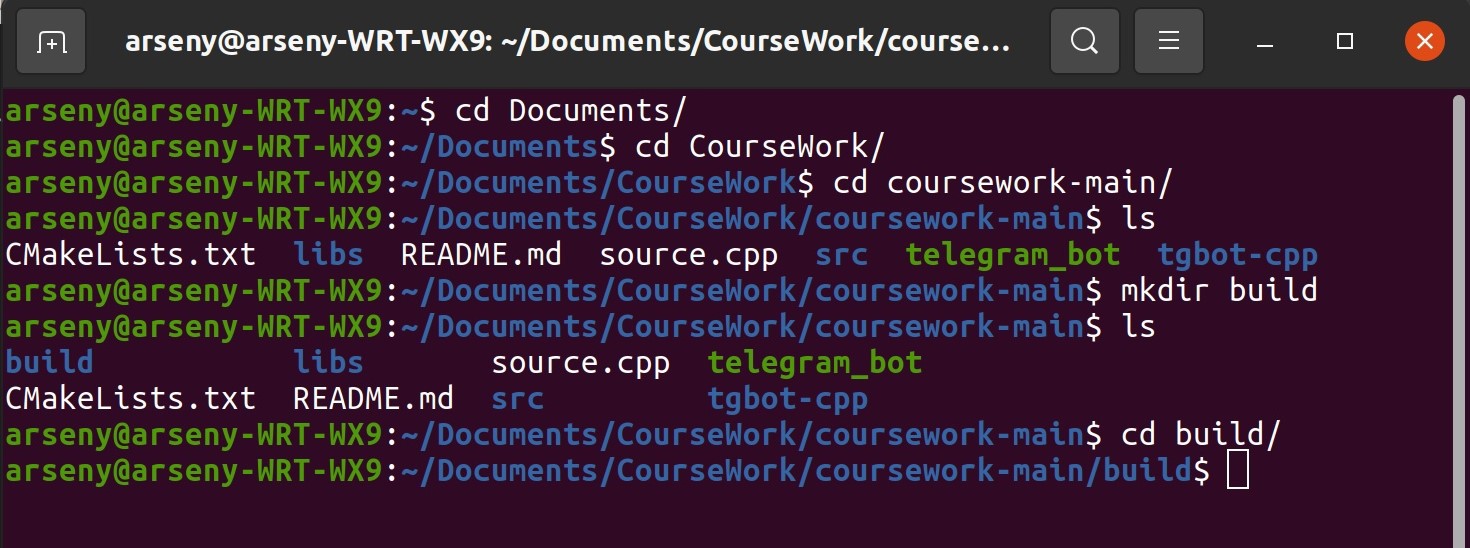 arseny@arseny-WRT-WX9: ~/Documents/CourseWork/course...
arseny@arseny-WRT-WX9:~$ cd Documents/
arseny@arseny-WRT-WX9:~/Documents$ cd CourseWork/
arseny@arseny-WRT-WX9:~/Documents/CourseWork$ cd coursework-main/
arseny@arseny-WRT-WX9:~/Documents/CourseWork/coursework-main$ ls
CMakeLists.txt  libs  README.md  source.cpp  src  telegram_bot  tgbot-cpp
arseny@arseny-WRT-WX9:~/Documents/CourseWork/coursework-main$ mkdir build
arseny@arseny-WRT-WX9:~/Documents/CourseWork/coursework-main$ ls
build           libs       source.cpp  telegram_bot
CMakeLists.txt  README.md  src         tgbot-cpp
arseny@arseny-WRT-WX9:~/Documents/CourseWork/coursework-main$ cd build/
arseny@arseny-WRT-WX9:~/Documents/CourseWork/coursework-main/build$